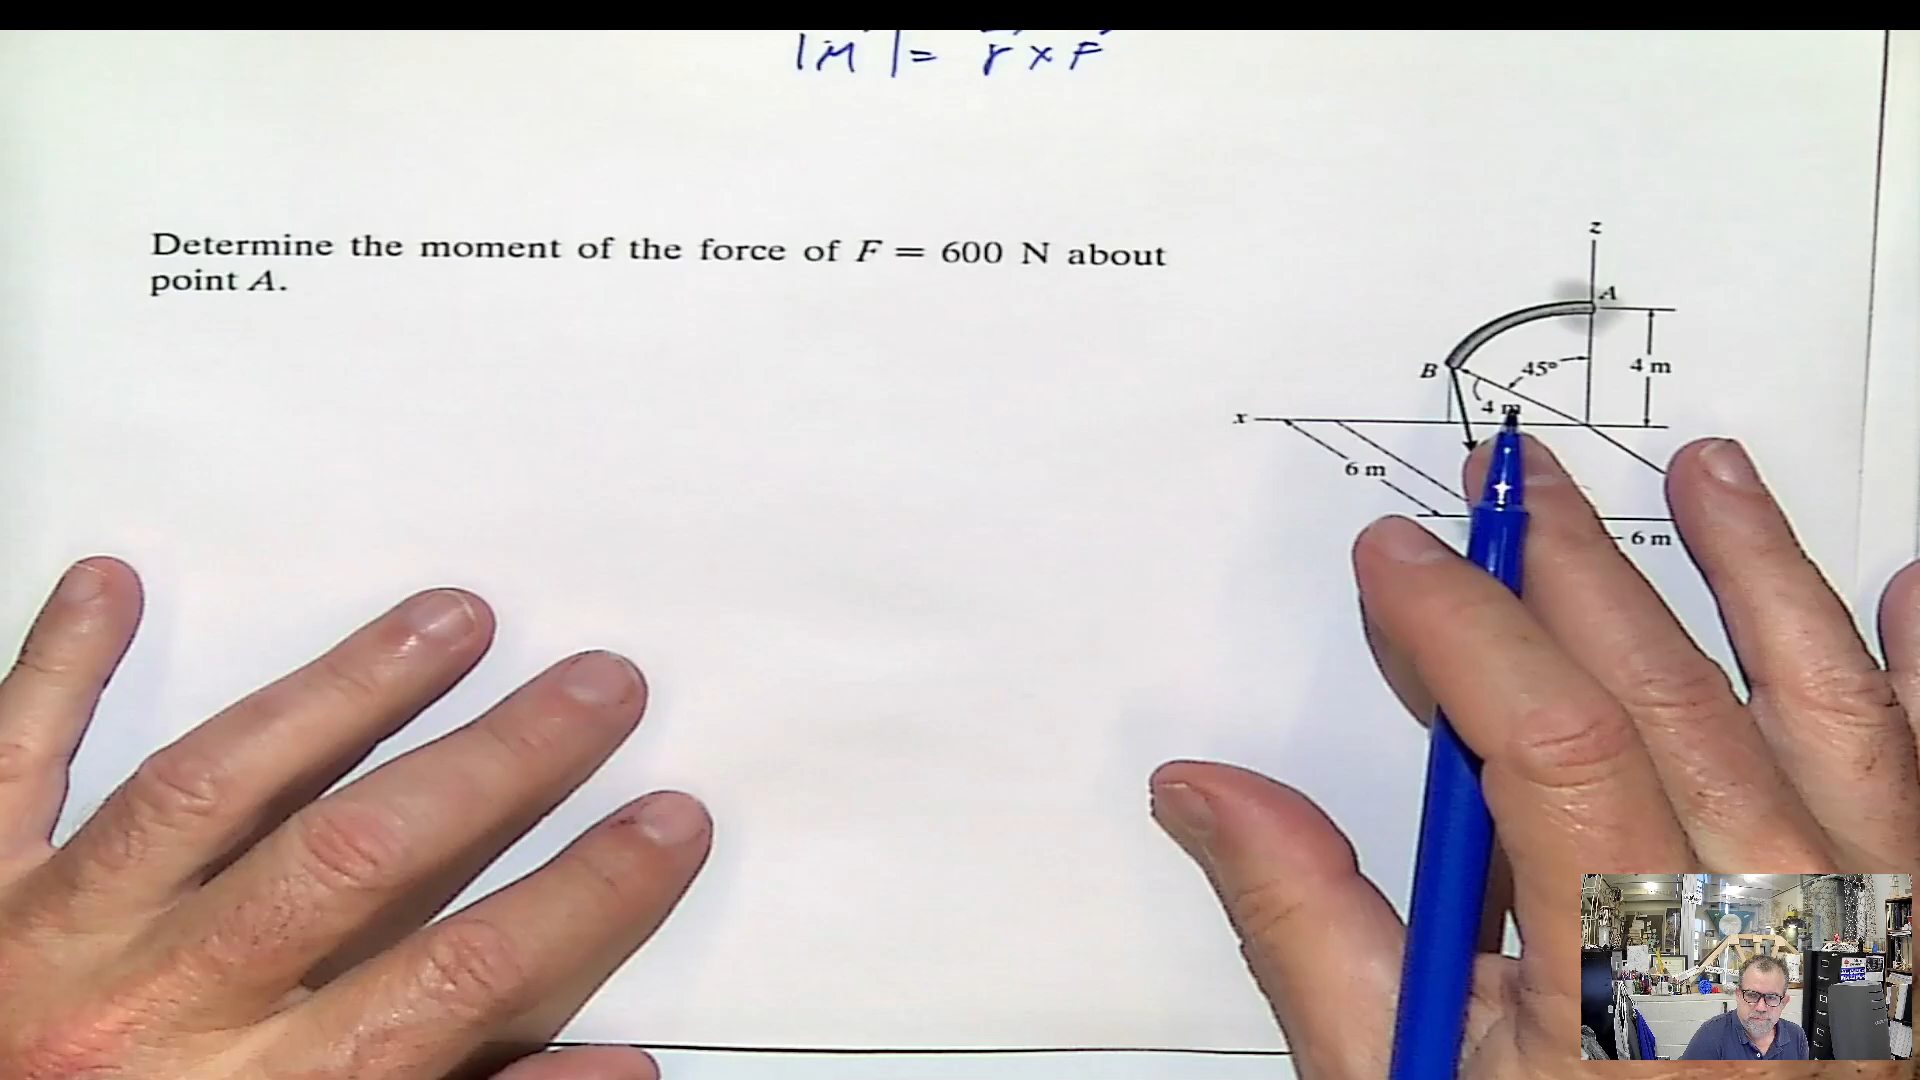 |M| = r x F
Determine the moment of the force of F = 600 N about
point A.
z
A
B
45°
4 m
4 m
x
6 m
6 m